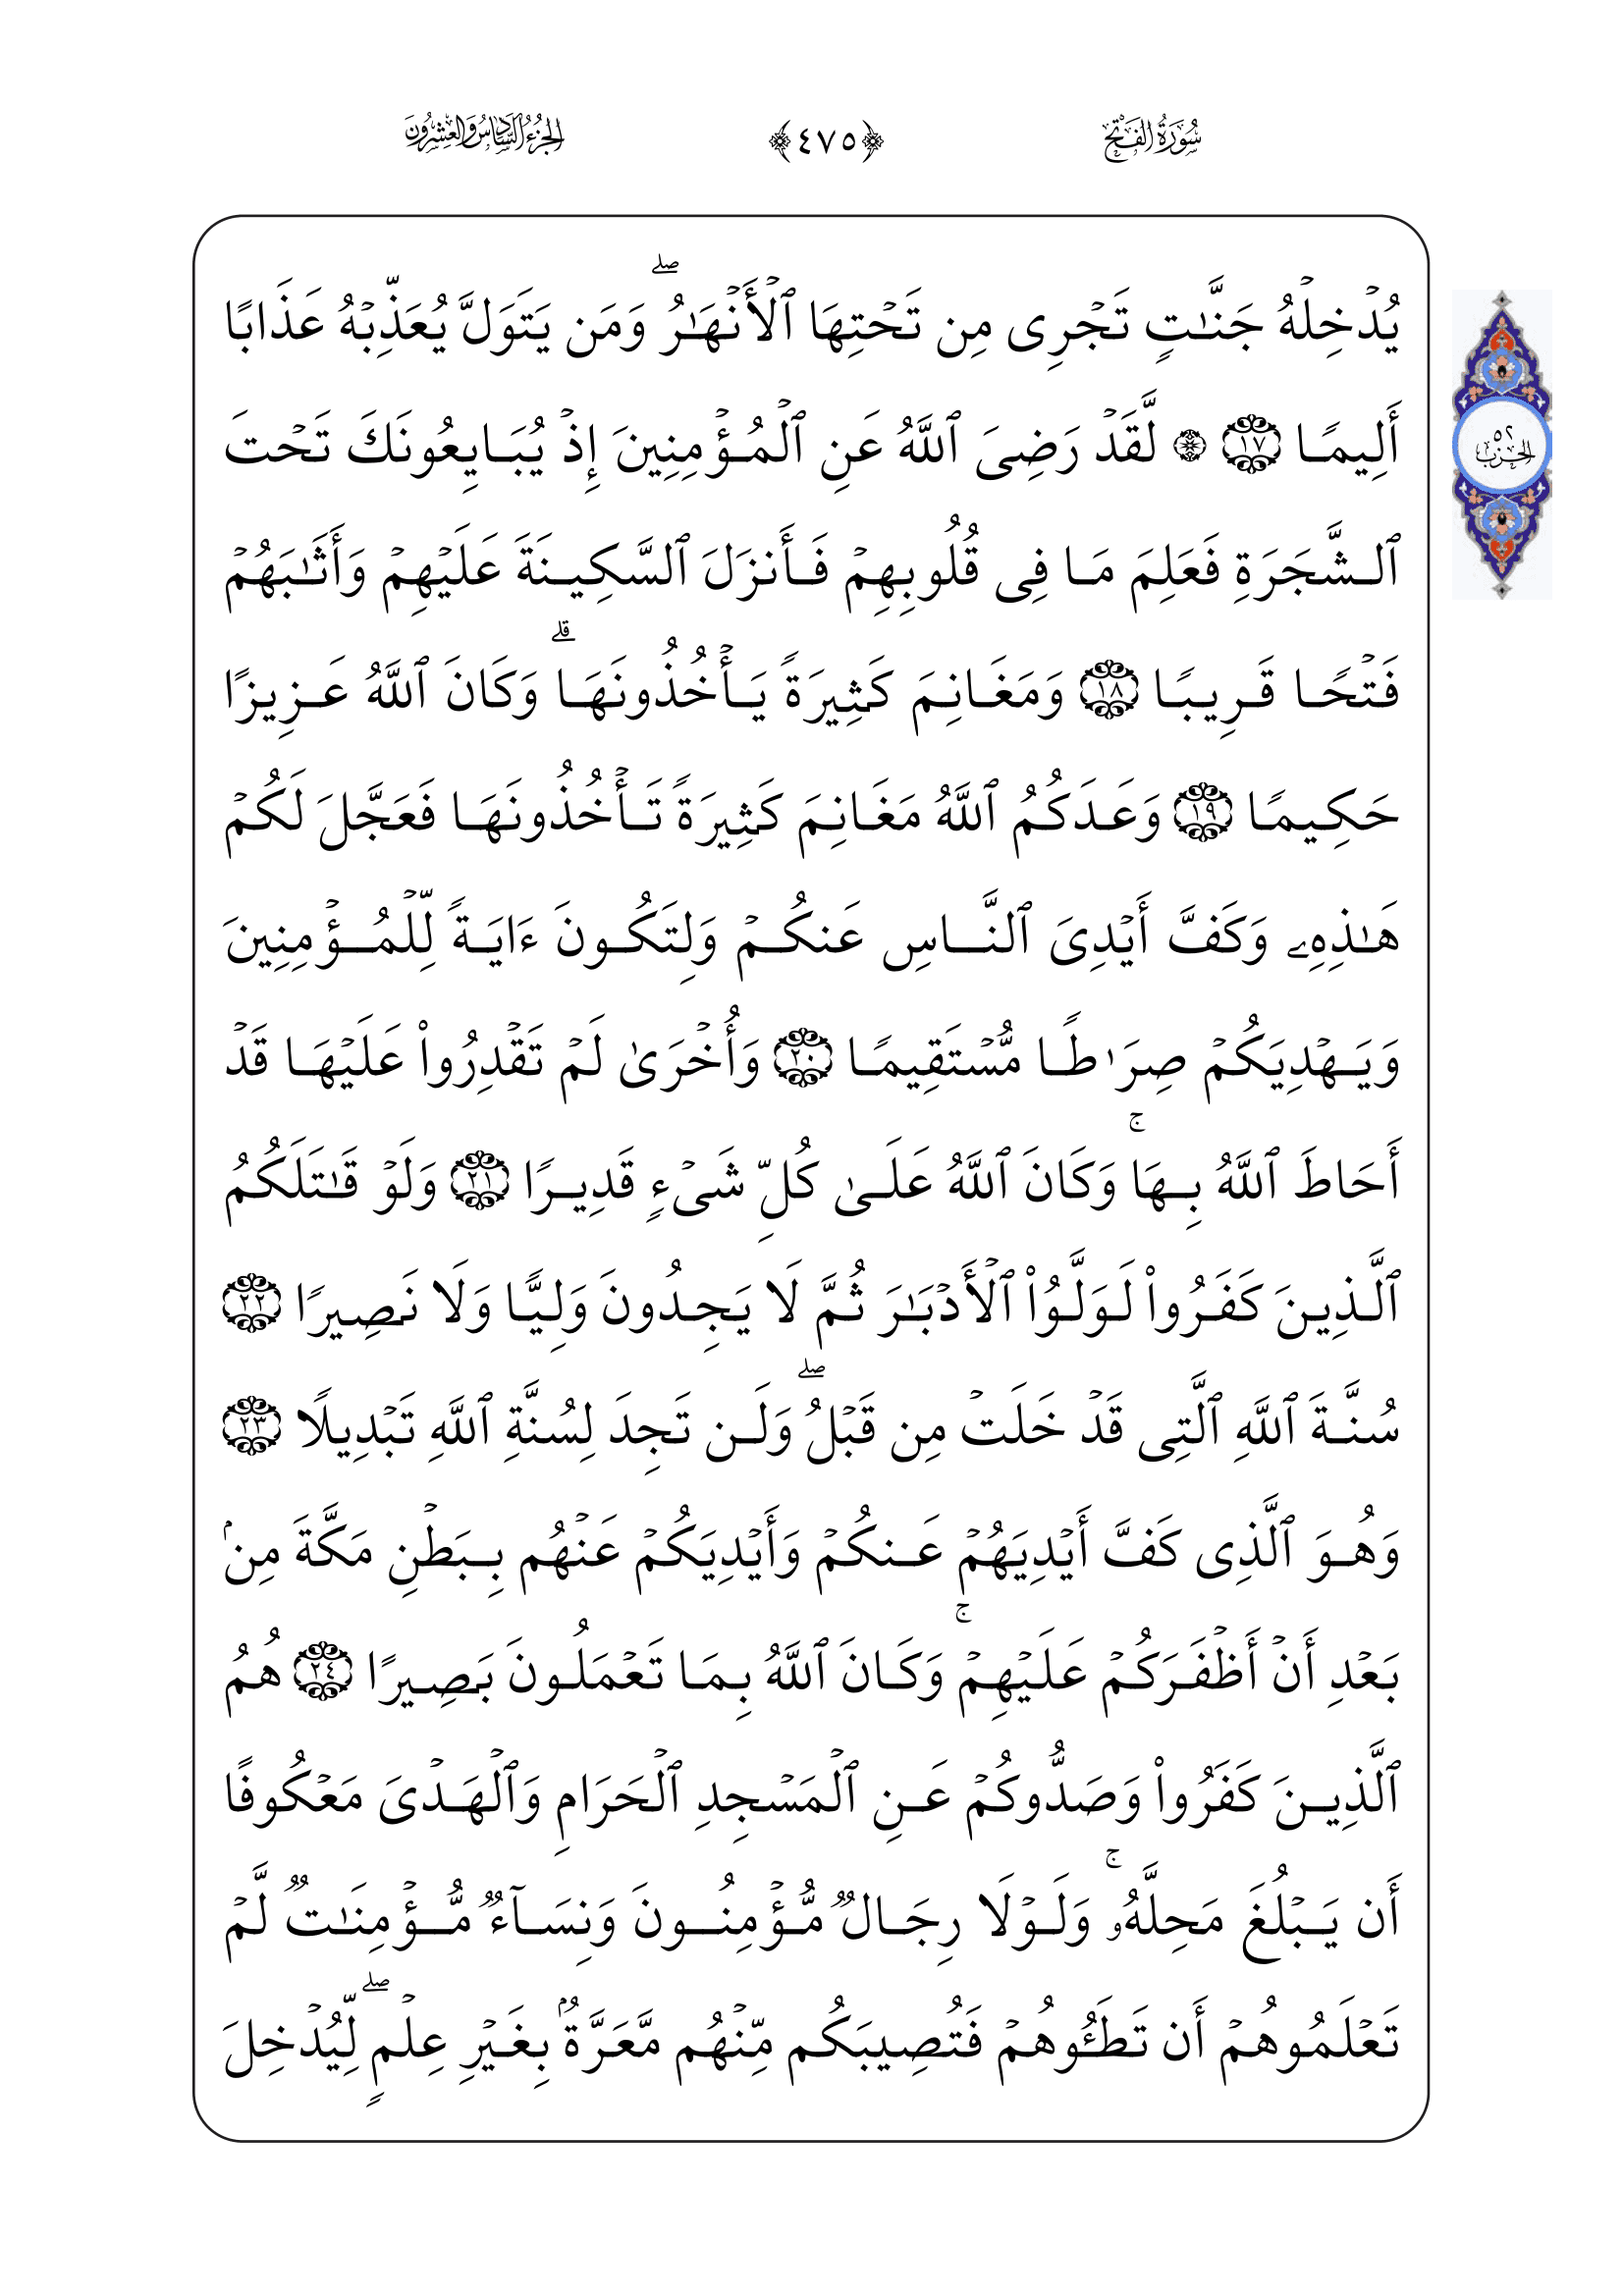 سُورَةُ الفَتْحِ
﴿٤٧٥﴾
الجُزْءُ السَّادِسُ وَالعِشْرُونَ
يُدۡخِلۡهُ جَنَّٰتٖ تَجۡرِي مِن تَحۡتِهَا ٱلۡأَنۡهَٰرُۖ وَمَن يَتَوَلَّ يُعَذِّبۡهُ عَذَابًا
أَلِيمٗا ١٧ ۞ لَّقَدۡ رَضِيَ ٱللَّهُ عَنِ ٱلۡمُؤۡمِنِينَ إِذۡ يُبَايِعُونَكَ تَحۡتَ
ٱلشَّجَرَةِ فَعَلِمَ مَا فِي قُلُوبِهِمۡ فَأَنزَلَ ٱلسَّكِينَةَ عَلَيۡهِمۡ وَأَثَٰبَهُمۡ
فَتۡحٗا قَرِيبٗا ١٨ وَمَغَانِمَ كَثِيرَةٗ يَأۡخُذُونَهَاۗ وَكَانَ ٱللَّهُ عَزِيزًا
حَكِيمٗا ١٩ وَعَدَكُمُ ٱللَّهُ مَغَانِمَ كَثِيرَةٗ تَأۡخُذُونَهَا فَعَجَّلَ لَكُمۡ
هَٰذِهِۦ وَكَفَّ أَيۡدِيَ ٱلنَّاسِ عَنكُمۡ وَلِتَكُونَ ءَايَةٗ لِّلۡمُؤۡمِنِينَ
وَيَهۡدِيَكُمۡ صِرَٰطٗا مُّسۡتَقِيمٗا ٢٠ وَأُخۡرَىٰ لَمۡ تَقۡدِرُواْ عَلَيۡهَا قَدۡ
أَحَاطَ ٱللَّهُ بِهَاۚ وَكَانَ ٱللَّهُ عَلَىٰ كُلِّ شَيۡءٖ قَدِيرٗا ٢١ وَلَوۡ قَٰتَلَكُمُ
ٱلَّذِينَ كَفَرُواْ لَوَلَّوُاْ ٱلۡأَدۡبَٰرَ ثُمَّ لَا يَجِدُونَ وَلِيّٗا وَلَا نَصِيرٗا ٢٢
سُنَّةَ ٱللَّهِ ٱلَّتِي قَدۡ خَلَتۡ مِن قَبۡلُۖ وَلَن تَجِدَ لِسُنَّةِ ٱللَّهِ تَبۡدِيلٗا ٢٣
وَهُوَ ٱلَّذِي كَفَّ أَيۡدِيَهُمۡ عَنكُمۡ وَأَيۡدِيَكُمۡ عَنۡهُم بِبَطۡنِ مَكَّةَ مِنۢ
بَعۡدِ أَنۡ أَظۡفَرَكُمۡ عَلَيۡهِمۡۚ وَكَانَ ٱللَّهُ بِمَا تَعۡمَلُونَ بَصِيرًا ٢٤ هُمُ
ٱلَّذِينَ كَفَرُواْ وَصَدُّوكُمۡ عَنِ ٱلۡمَسۡجِدِ ٱلۡحَرَامِ وَٱلۡهَدۡيَ مَعۡكُوفًا
أَن يَبۡلُغَ مَحِلَّهُۥۚ وَلَوۡلَا رِجَالٞ مُّؤۡمِنُونَ وَنِسَآءٞ مُّؤۡمِنَٰتٞ لَّمۡ
تَعۡلَمُوهُمۡ أَن تَطَـُٔوهُمۡ فَتُصِيبَكُم مِّنۡهُم مَّعَرَّةُۢ بِغَيۡرِ عِلۡمٖۖ لِّيُدۡخِلَ
الحِزْب ٥٢